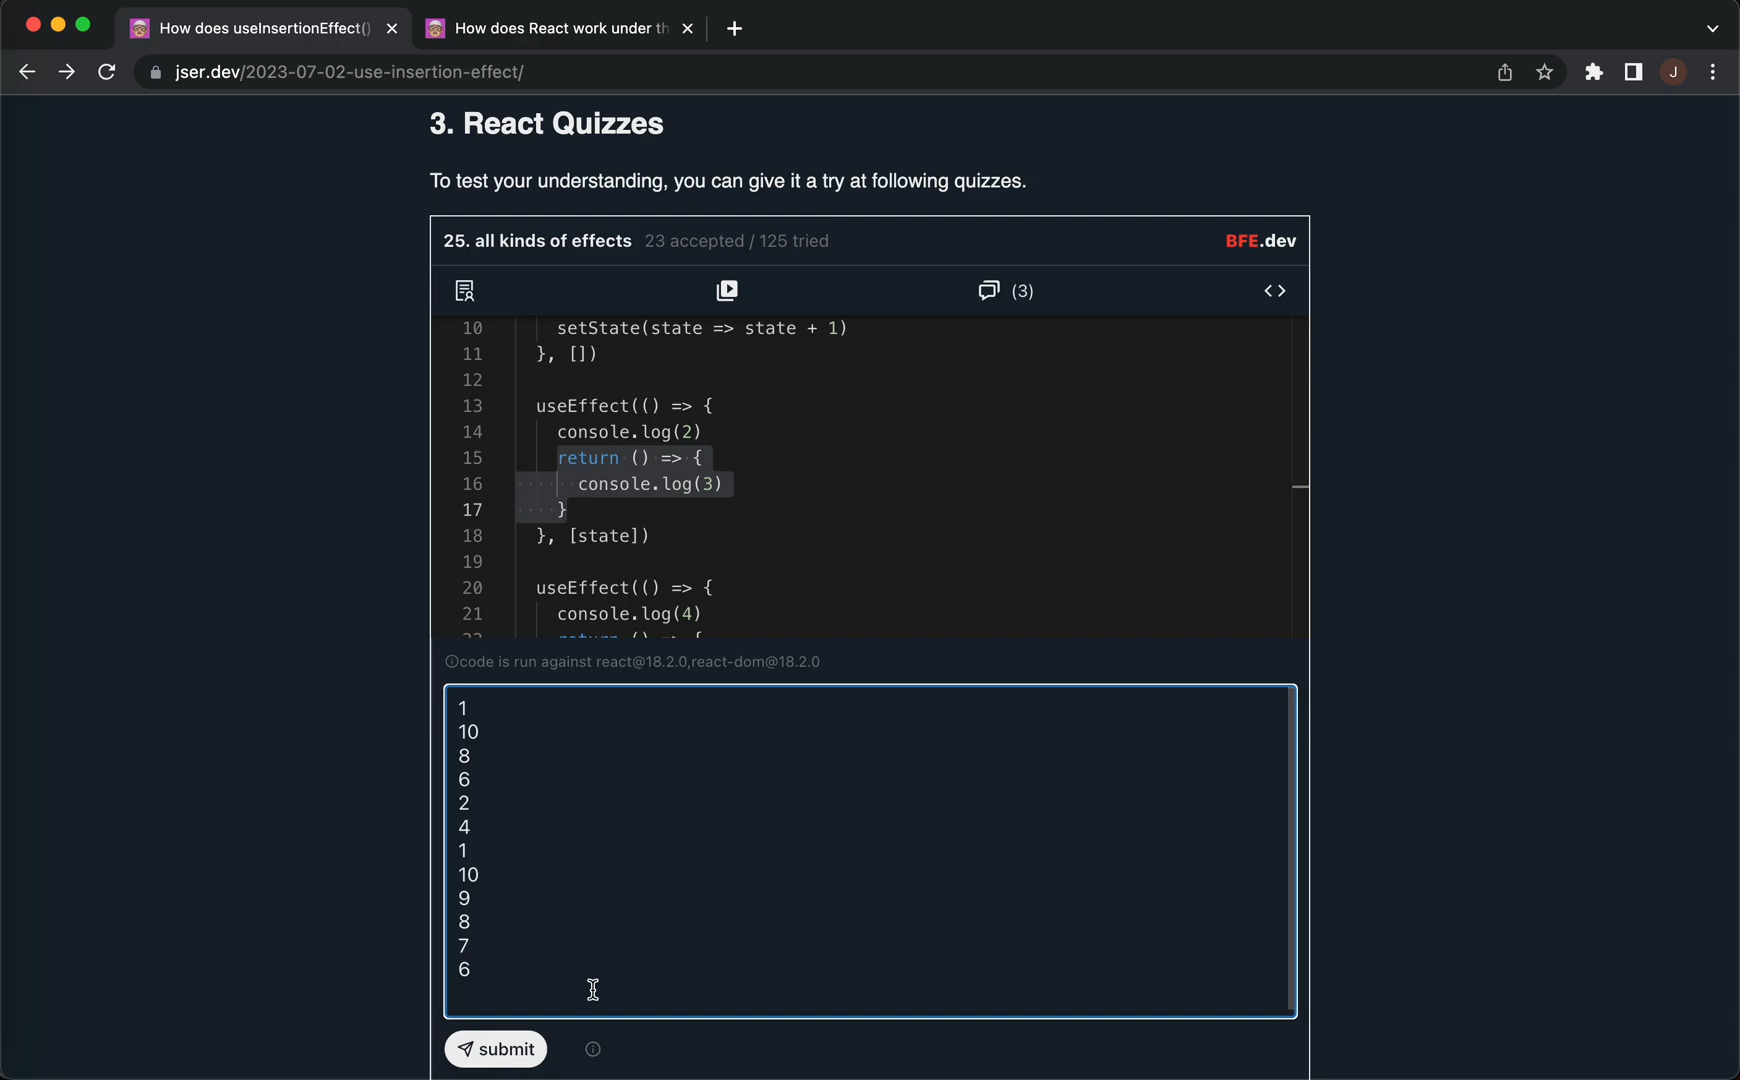 How does useInsertionEffect()
How does React work under th
jser.dev/2023-07-02-use-insertion-effect/
J
3. React Quizzes
To test your understanding, you can give it a try at following quizzes.
25. all kinds of effects 23 accepted / 125 tried
BFE.dev
(3)
10 setState(state => state + 1)
11 }, [])
12
13 useEffect(() => {
14 console.log(2)
15 return () => {
16 console.log(3)
17 }
18 }, [state])
19
20 useEffect(() => {
21 console.log(4)
22 return () => {
code is run against react@18.2.0,react-dom@18.2.0
1
10
8
6
2
4
1
10
9
8
7
6
submit